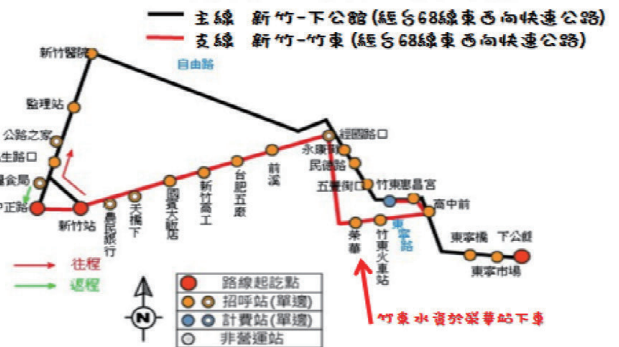 主線 新竹-下公館(經台68線東西向快速公路)
支線 新竹-竹東(經台68線東西向快速公路)
新竹醫院
自由路
監理站
公路之家
生路口
食局
中正路
新竹站
農民銀行
天橋下
國賓大飯店
新竹高工
台肥五廠
前溪
經國路口
永康街
民德路
五豐街口
竹東惠昌宮
高中前
榮華
竹東火車站
東寧路
東寧橋
下公館
東寧市場
往程
返程
N
路線起訖點
招呼站(單邊)
計費站(單邊)
非營運站
竹東水資於榮華站下車